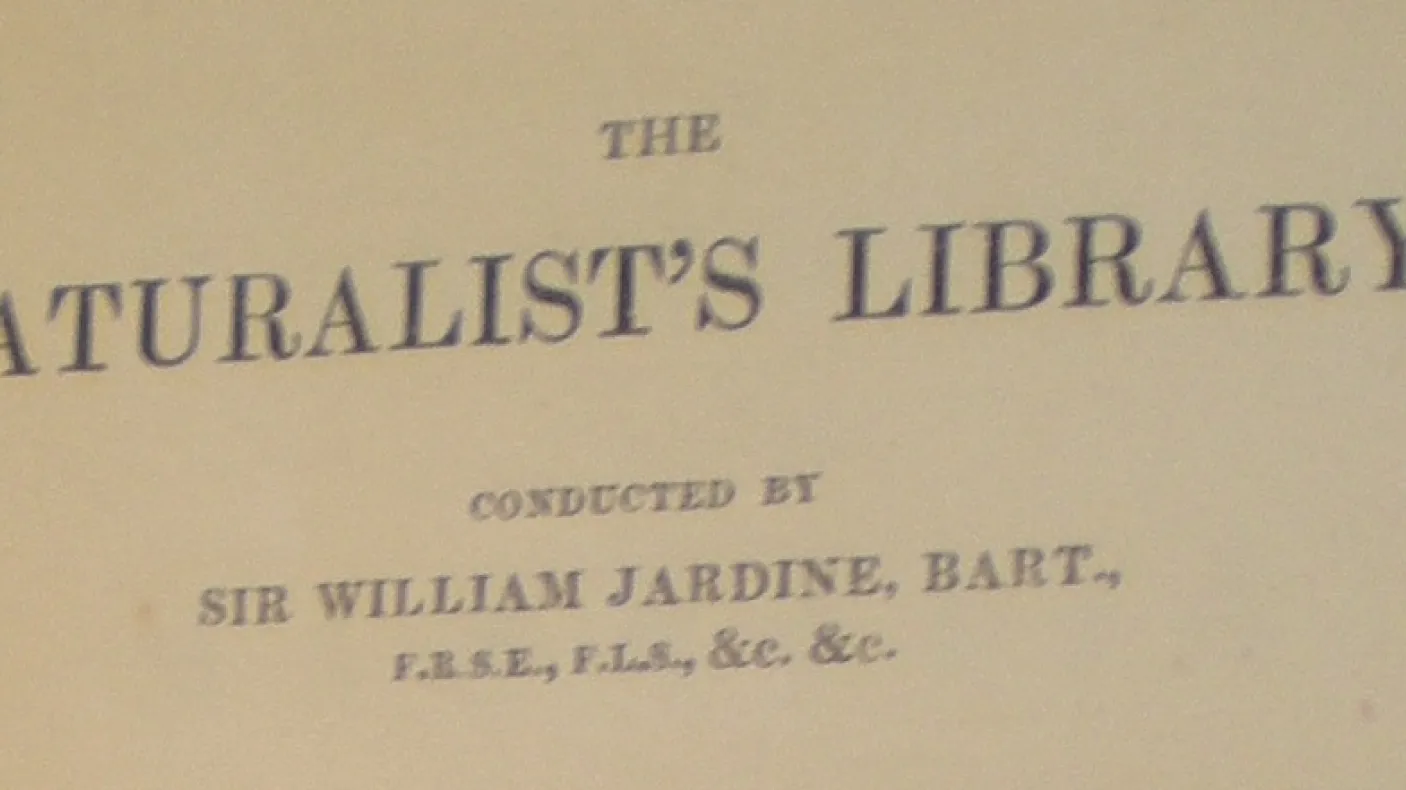 THE
ATURALIST'S LIBRARY
CONDUCTED BY
SIR WILLIAM JARDINE, BART.,
F.R.S.E., F.L.S., &c. &c.